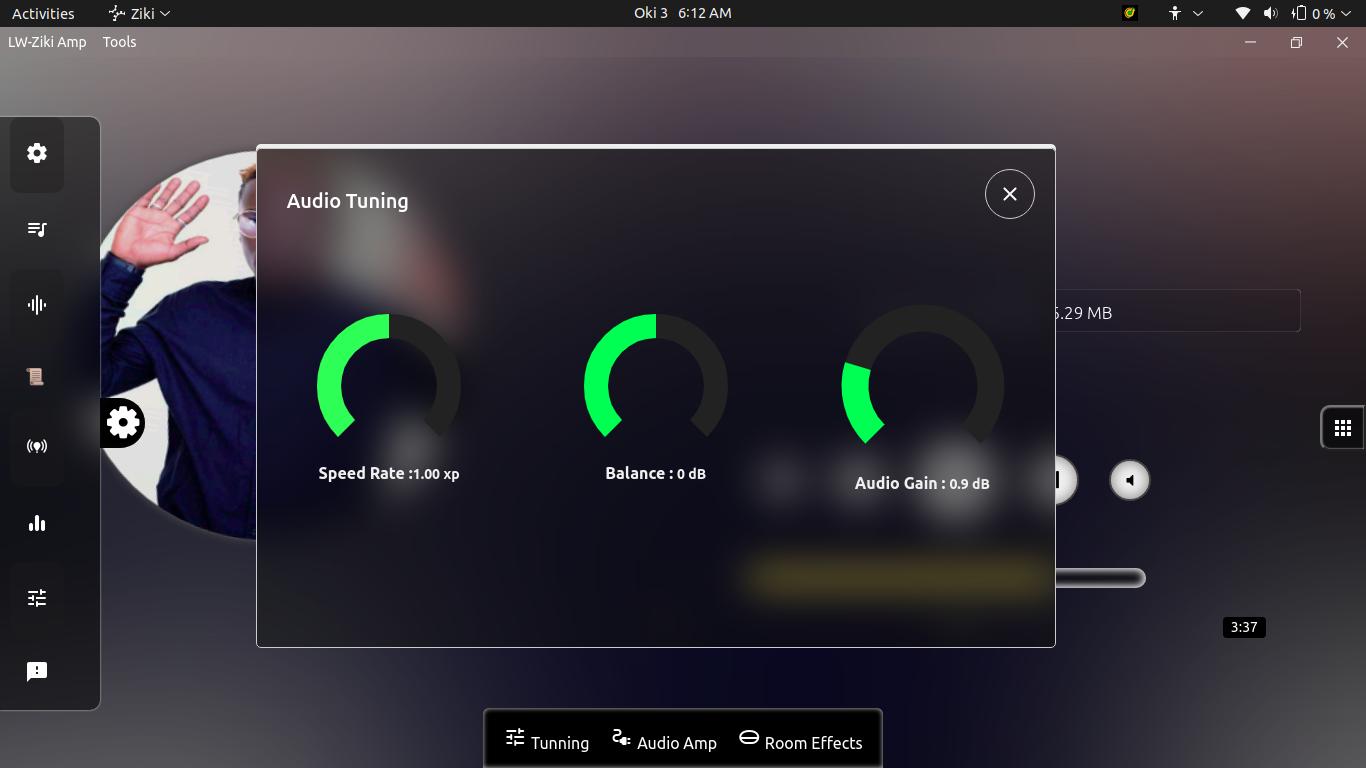 Activities Ziki Oki 3 6:12 AM 0 %
LW-Ziki Amp Tools
Audio Tuning
5.29 MB
Speed Rate :1.00 xp Balance : 0 dB Audio Gain : 0.9 dB
3:37
Tunning Audio Amp Room Effects